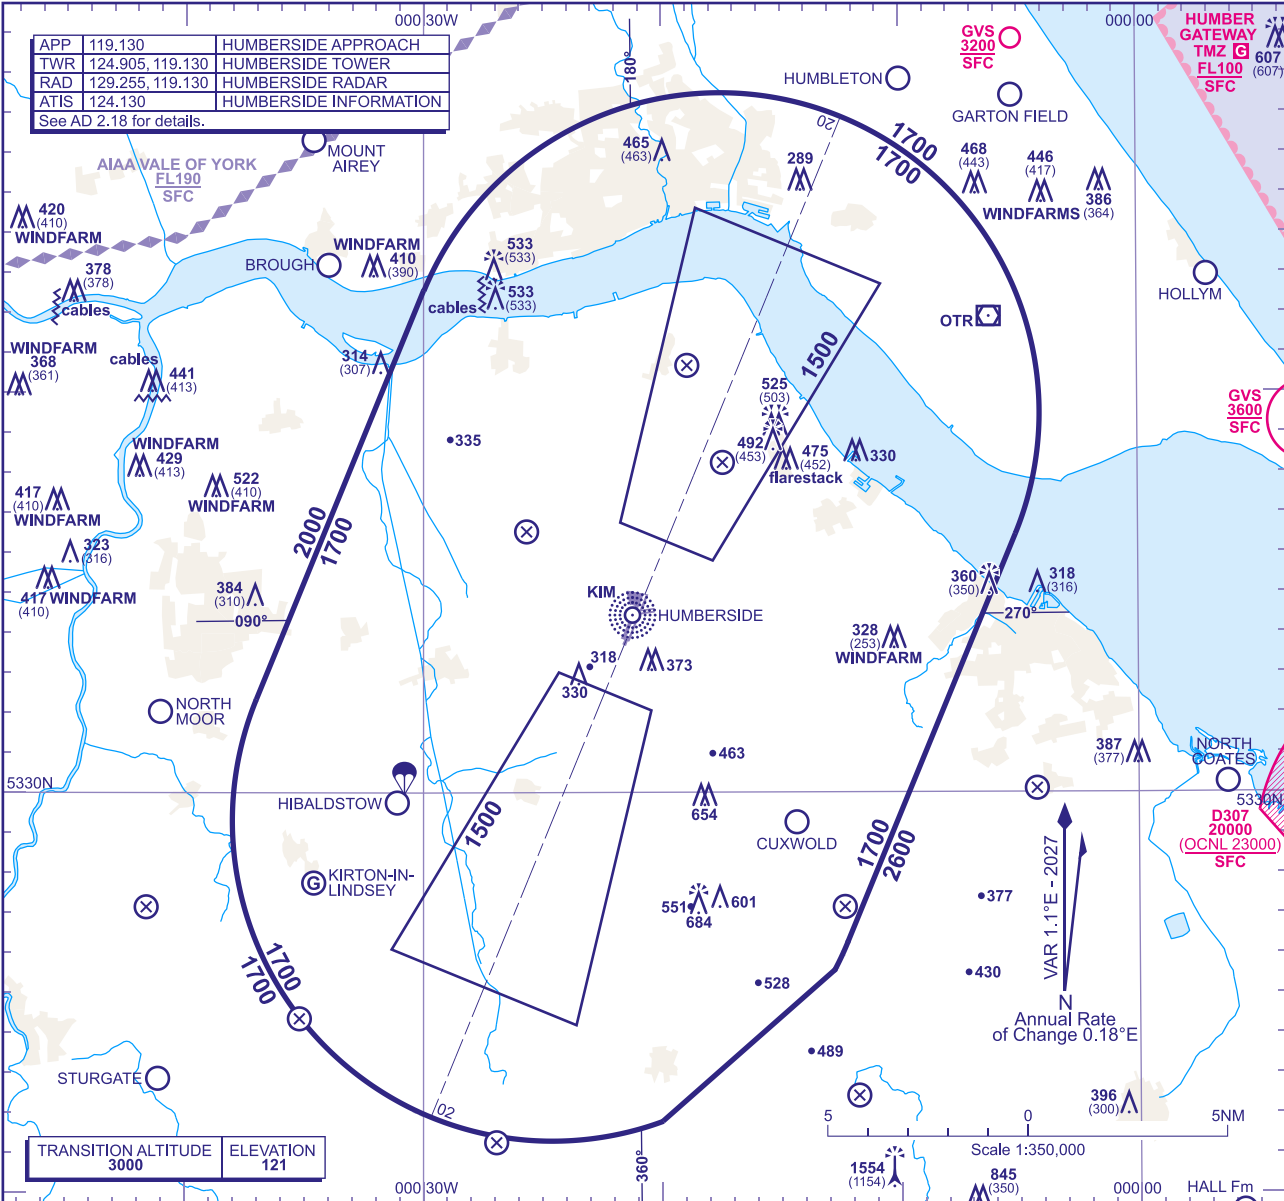 000 30W
000 00
APP 119.130 HUMBERSIDE APPROACH
TWR 124.905, 119.130 HUMBERSIDE TOWER
RAD 129.255, 119.130 HUMBERSIDE RADAR
ATIS 124.130 HUMBERSIDE INFORMATION
See AD 2.18 for details.
180°
GVS
3200
SFC
HUMBER
GATEWAY
TMZ G
FL100
SFC
607
(607)
HUMBLETON
GARTON FIELD
MOUNT
AIREY
AIAA VALE OF YORK
FL190
SFC
465
(463)
20
1700
1700
289
468
(443)
446
(417)
386
(364)
WINDFARMS
420
(410)
WINDFARM
378
(378)
cables
BROUGH
WINDFARM
410
(390)
533
(533)
cables
533
(533)
HOLLYM
OTR
WINDFARM
368
(361)
cables
441
(413)
314
(307)
1500
525
(503)
GVS
3600
SFC
335
492
(453)
475
(452)
flarestack
330
WINDFARM
429
(413)
522
(410)
WINDFARM
417
(410)
WINDFARM
2000
1700
323
(316)
417 WINDFARM
(410)
384
(310)
090°
KIM
HUMBERSIDE
360
(350)
318
(316)
270°
328
(253)
WINDFARM
318
330
373
NORTH
MOOR
463
387
(377)
NORTH
COATES
5330N
5330N
HIBALDSTOW
654
CUXWOLD
1500
1700
2600
D307
20000
(OCNL 23000)
SFC
G
KIRTON-IN-
LINDSEY
551
684
601
377
VAR 1.1°E - 2027
1700
1700
528
430
N
Annual Rate
of Change 0.18°E
489
STURGATE
02
396
(300)
5 0 5NM
Scale 1:350,000
TRANSITION ALTITUDE
3000
ELEVATION
121
360°
1554
(1154)
845
(350)
HALL Fm
000 30W
000 00